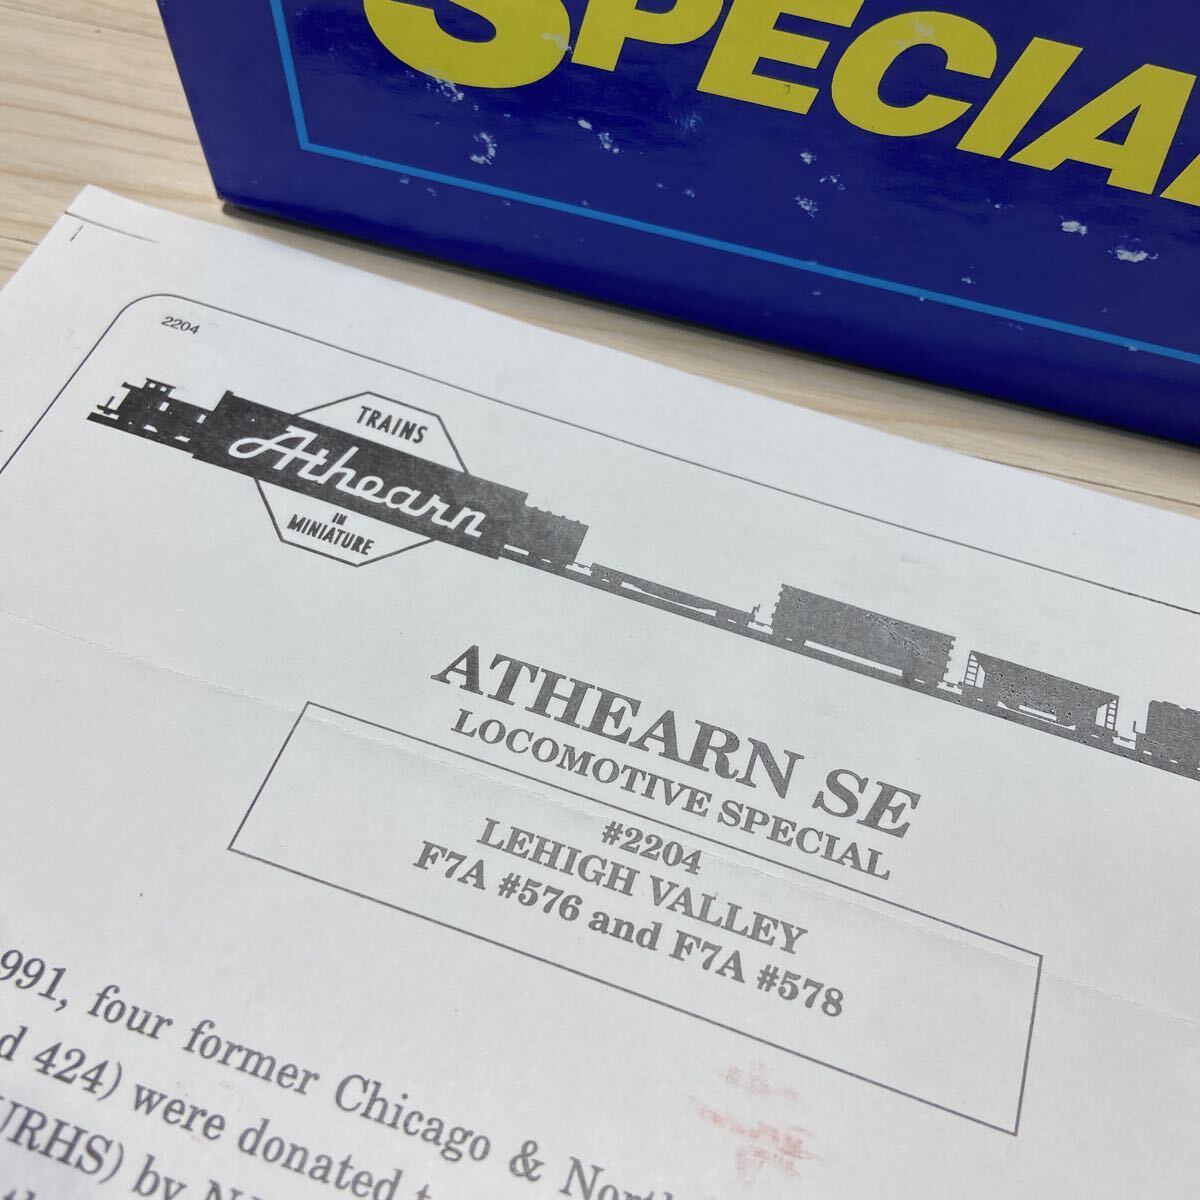 SPECIAL
2204
TRAINS
Athearn
IN
MINIATURE
ATHEARN SE
LOCOMOTIVE SPECIAL
#2204
LEHIGH VALLEY
F7A #576 and F7A #578
991, four former Chicago &
424) were donated
URHS) by